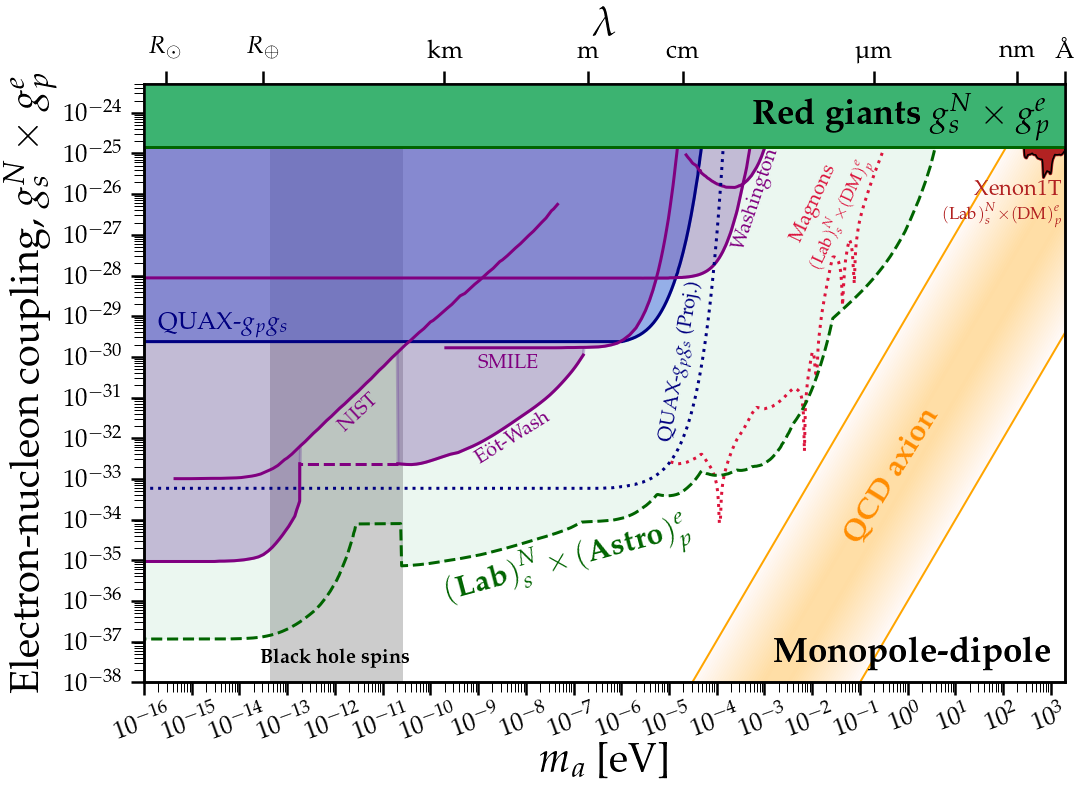 λ
R☉ R⊕ km m cm μm nm Å
Electron-nucleon coupling, g_s^N × g_p^e
10^−24
10^−25
10^−26
10^−27
10^−28
10^−29
10^−30
10^−31
10^−32
10^−33
10^−34
10^−35
10^−36
10^−37
10^−38
Red giants g_s^N × g_p^e
Xenon1T
(Lab)_s^N×(DM)_p^e
Washington
Magnons
(Lab)_s^N×(DM)_p^e
QUAX-g_pg_s
QUAX-g_pg_s (Proj.)
SMILE
NIST
Eöt-Wash
QCD axion
(Lab)_s^N × (Astro)_p^e
Black hole spins
Monopole-dipole
10^−16 10^−15 10^−14 10^−13 10^−12 10^−11 10^−10 10^−9 10^−8 10^−7 10^−6 10^−5 10^−4 10^−3 10^−2 10^−1 10^0 10^1 10^2 10^3
m_a [eV]